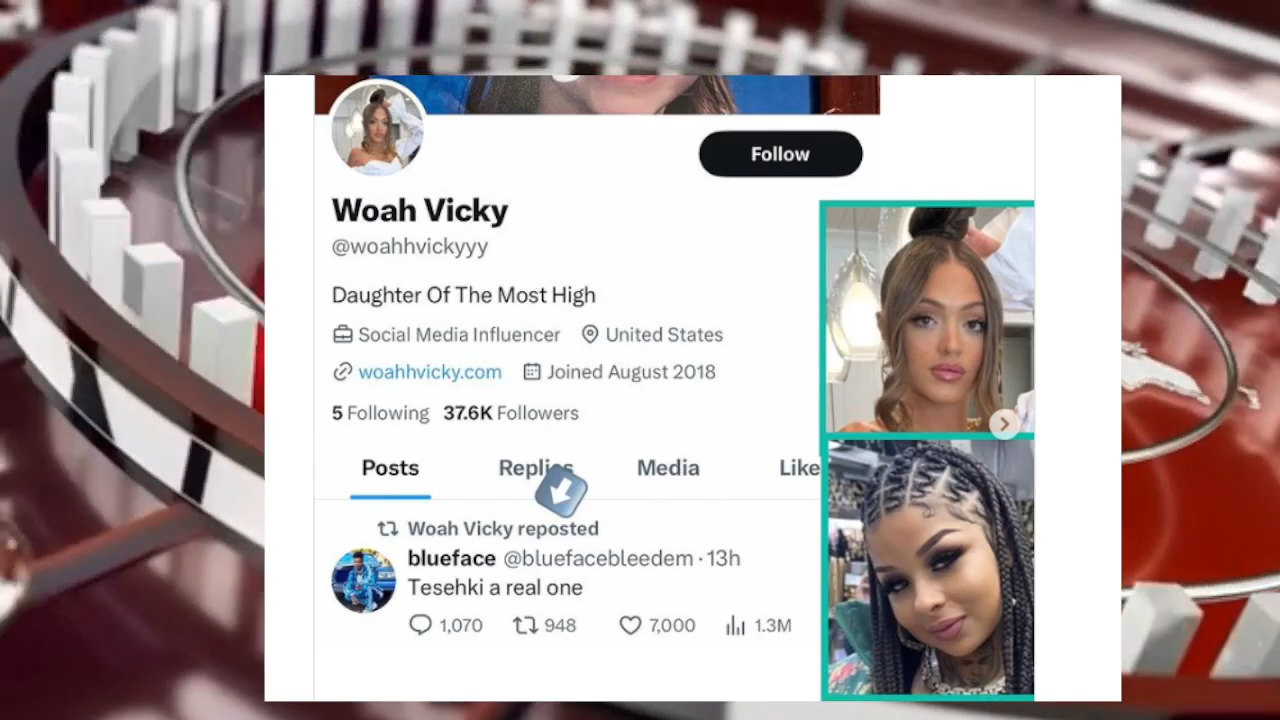 Follow
Woah Vicky
@woahhvickyyy
Daughter Of The Most High
Social Media Influencer United States
woahhvicky.com Joined August 2018
5 Following 37.6K Followers
Posts Replies Media Like
Woah Vicky reposted
blueface @bluefacebleedem · 13h
Tesehki a real one
1,070 948 7,000 1.3M